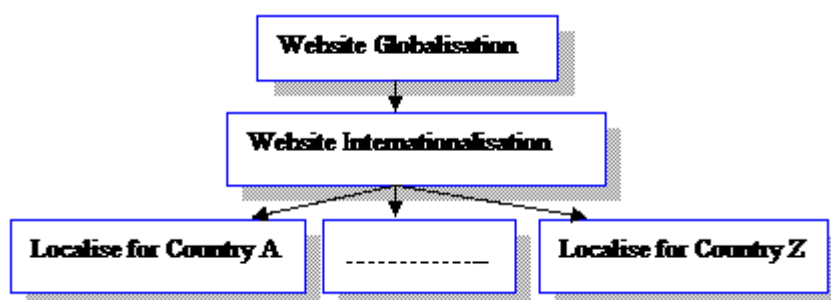 Website Globalisation
Website Internationalisation
Localise for Country A
--------------
Localise for Country Z